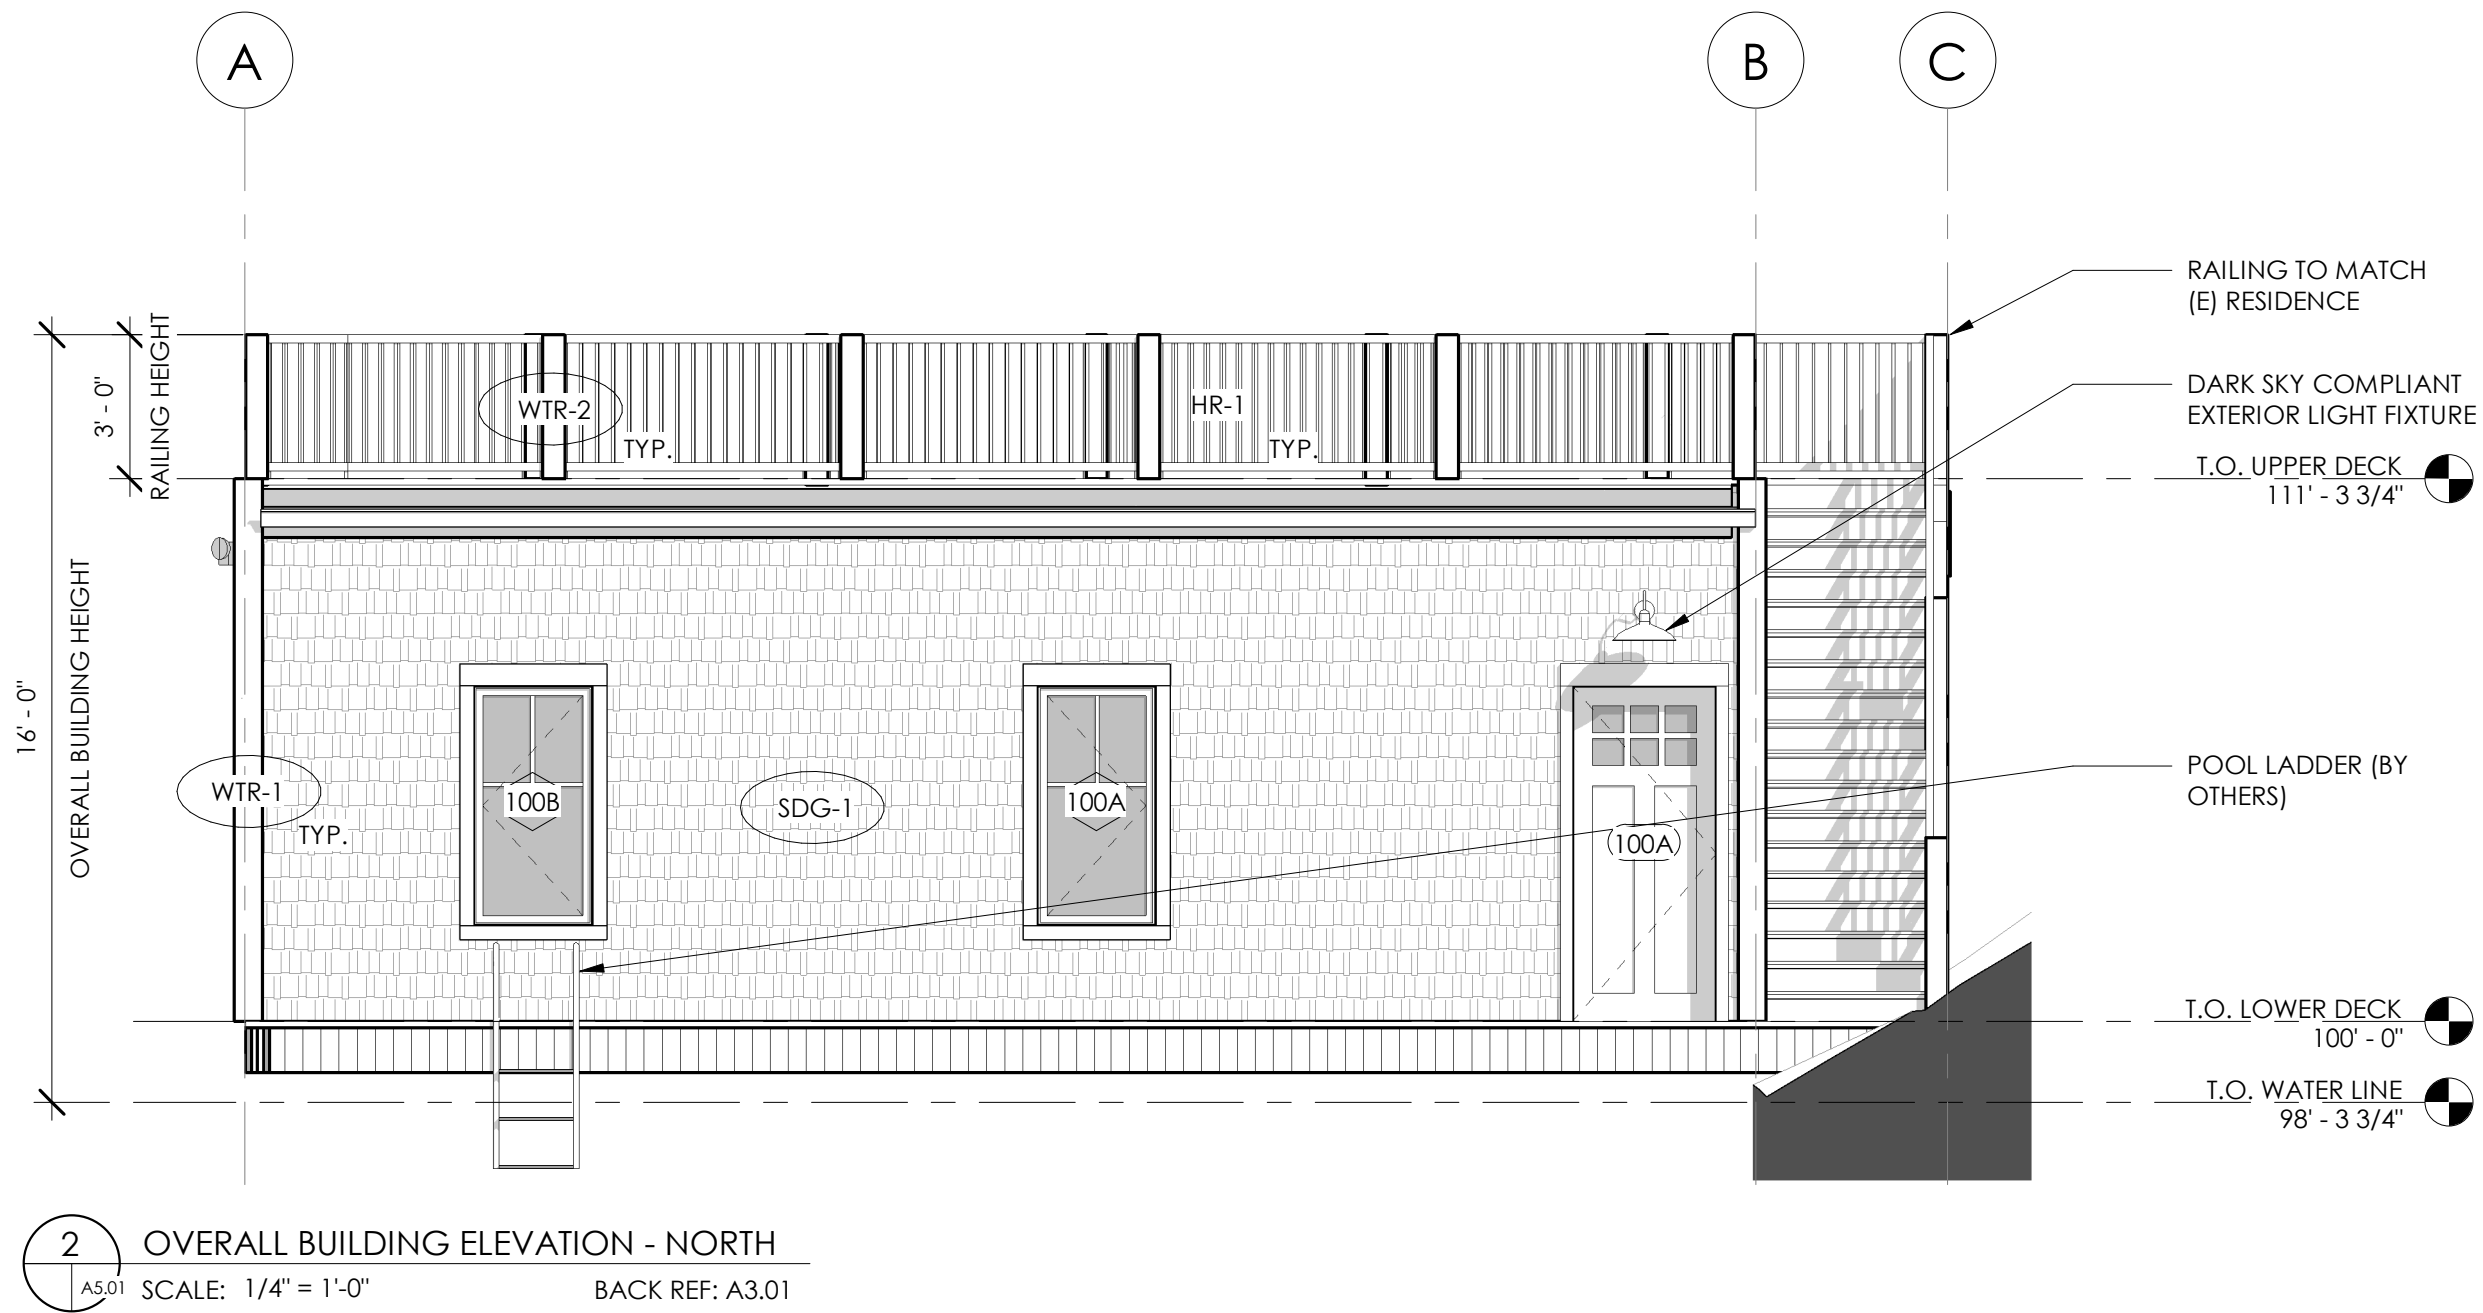 A
B
C
RAILING TO MATCH
(E) RESIDENCE
DARK SKY COMPLIANT
EXTERIOR LIGHT FIXTURE
T.O. UPPER DECK
111' - 3 3/4"
3' - 0"
RAILING HEIGHT
WTR-2
TYP.
HR-1
TYP.
16' - 0"
OVERALL BUILDING HEIGHT
WTR-1
TYP.
100B
SDG-1
100A
100A
POOL LADDER (BY
OTHERS)
T.O. LOWER DECK
100' - 0"
T.O. WATER LINE
98' - 3 3/4"
2
A5.01
OVERALL BUILDING ELEVATION - NORTH
SCALE: 1/4" = 1'-0"
BACK REF: A3.01